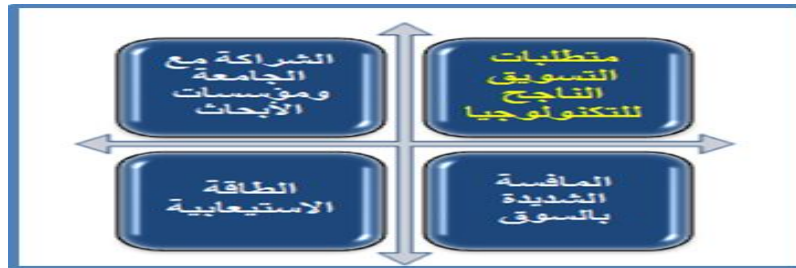 متطلبات
التسويق
الناجح
للتكنولوجيا
الشراكة مع
الجامعة
ومؤسسات
الأبحاث
المافسة
الشديدة
بالسوق
الطاقة
الاستيعابية